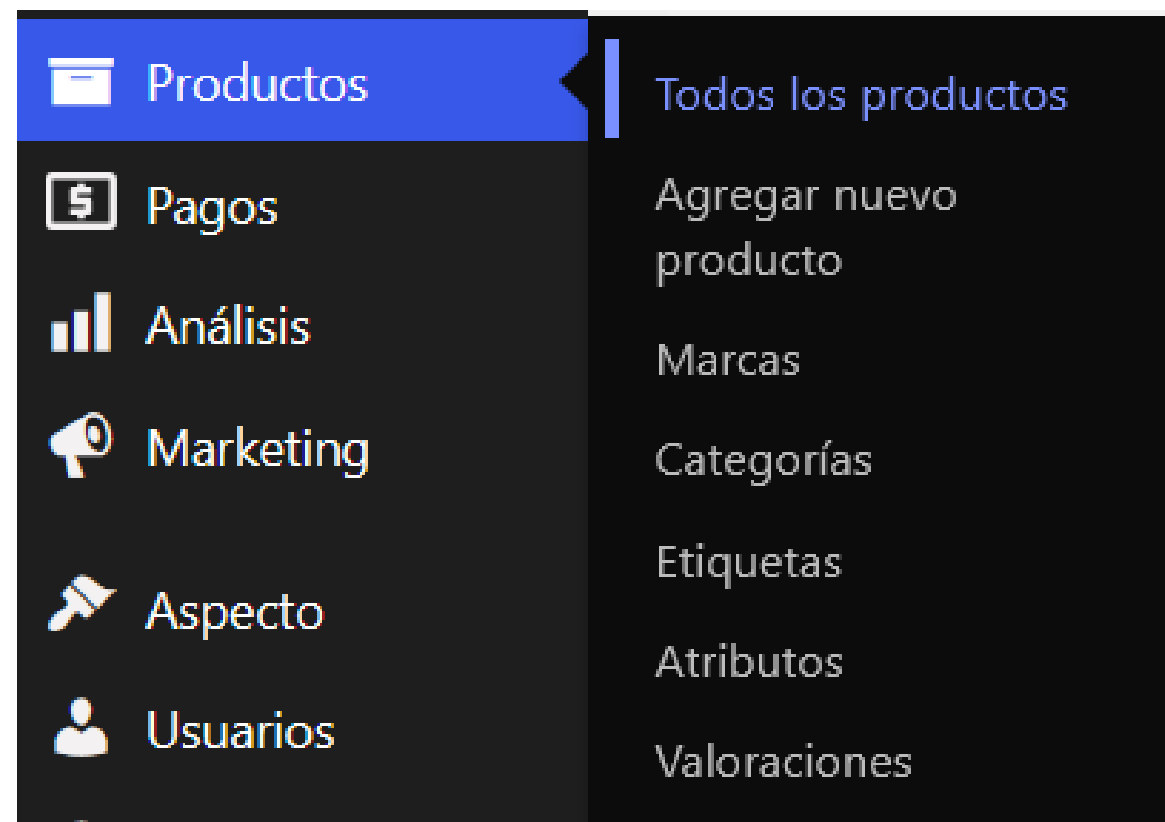 Productos
Pagos
Análisis
Marketing
Aspecto
Usuarios
Todos los productos
Agregar nuevo
producto
Marcas
Categorías
Etiquetas
Atributos
Valoraciones